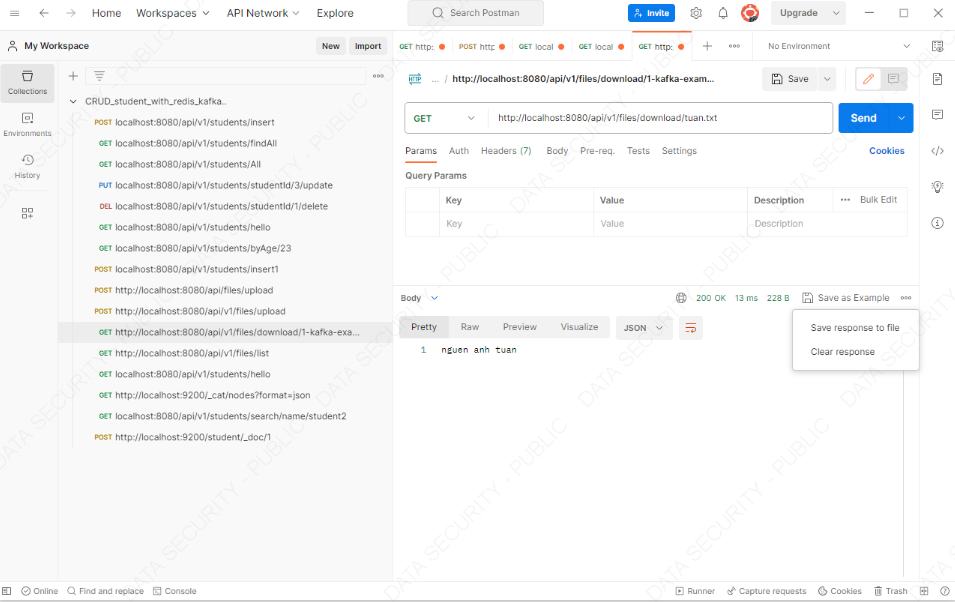 Home Workspaces API Network Explore Search Postman Invite Upgrade
My Workspace New Import GET http: POST http GET local GET local GET http: No Environment
Collections
Environments
History
CRUD_student_with_redis_kafka..
POST localhost:8080/api/v1/students/insert
GET localhost:8080/api/v1/students/findAll
GET localhost:8080/api/v1/students/All
PUT localhost:8080/api/v1/students/studentId/3/update
DEL localhost:8080/api/v1/students/studentId/1/delete
GET localhost:8080/api/v1/students/hello
GET localhost:8080/api/v1/students/byAge/23
POST localhost:8080/api/v1/students/insert1
POST http://localhost:8080/api/files/upload
POST http://localhost:8080/api/v1/files/upload
GET http://localhost:8080/api/v1/files/download/1-kafka-exa...
GET http://localhost:8080/api/v1/files/list
GET localhost:8080/api/v1/students/hello
GET http://localhost:9200/_cat/nodes?format=json
GET localhost:8080/api/v1/students/search/name/student2
POST http://localhost:9200/student/_doc/1
HTTP ... / http://localhost:8080/api/v1/files/download/1-kafka-exam... Save
GET http://localhost:8080/api/v1/files/download/tuan.txt Send
Params Auth Headers (7) Body Pre-req. Tests Settings Cookies
Query Params
Key Value Description ••• Bulk Edit
Key Value Description
Body 200 OK 13 ms 228 B Save as Example
Pretty Raw Preview Visualize JSON
1 nguen anh tuan
Save response to file
Clear response
Online Find and replace Console Runner Capture requests Cookies Trash
DATA SECURITY - PUBLIC